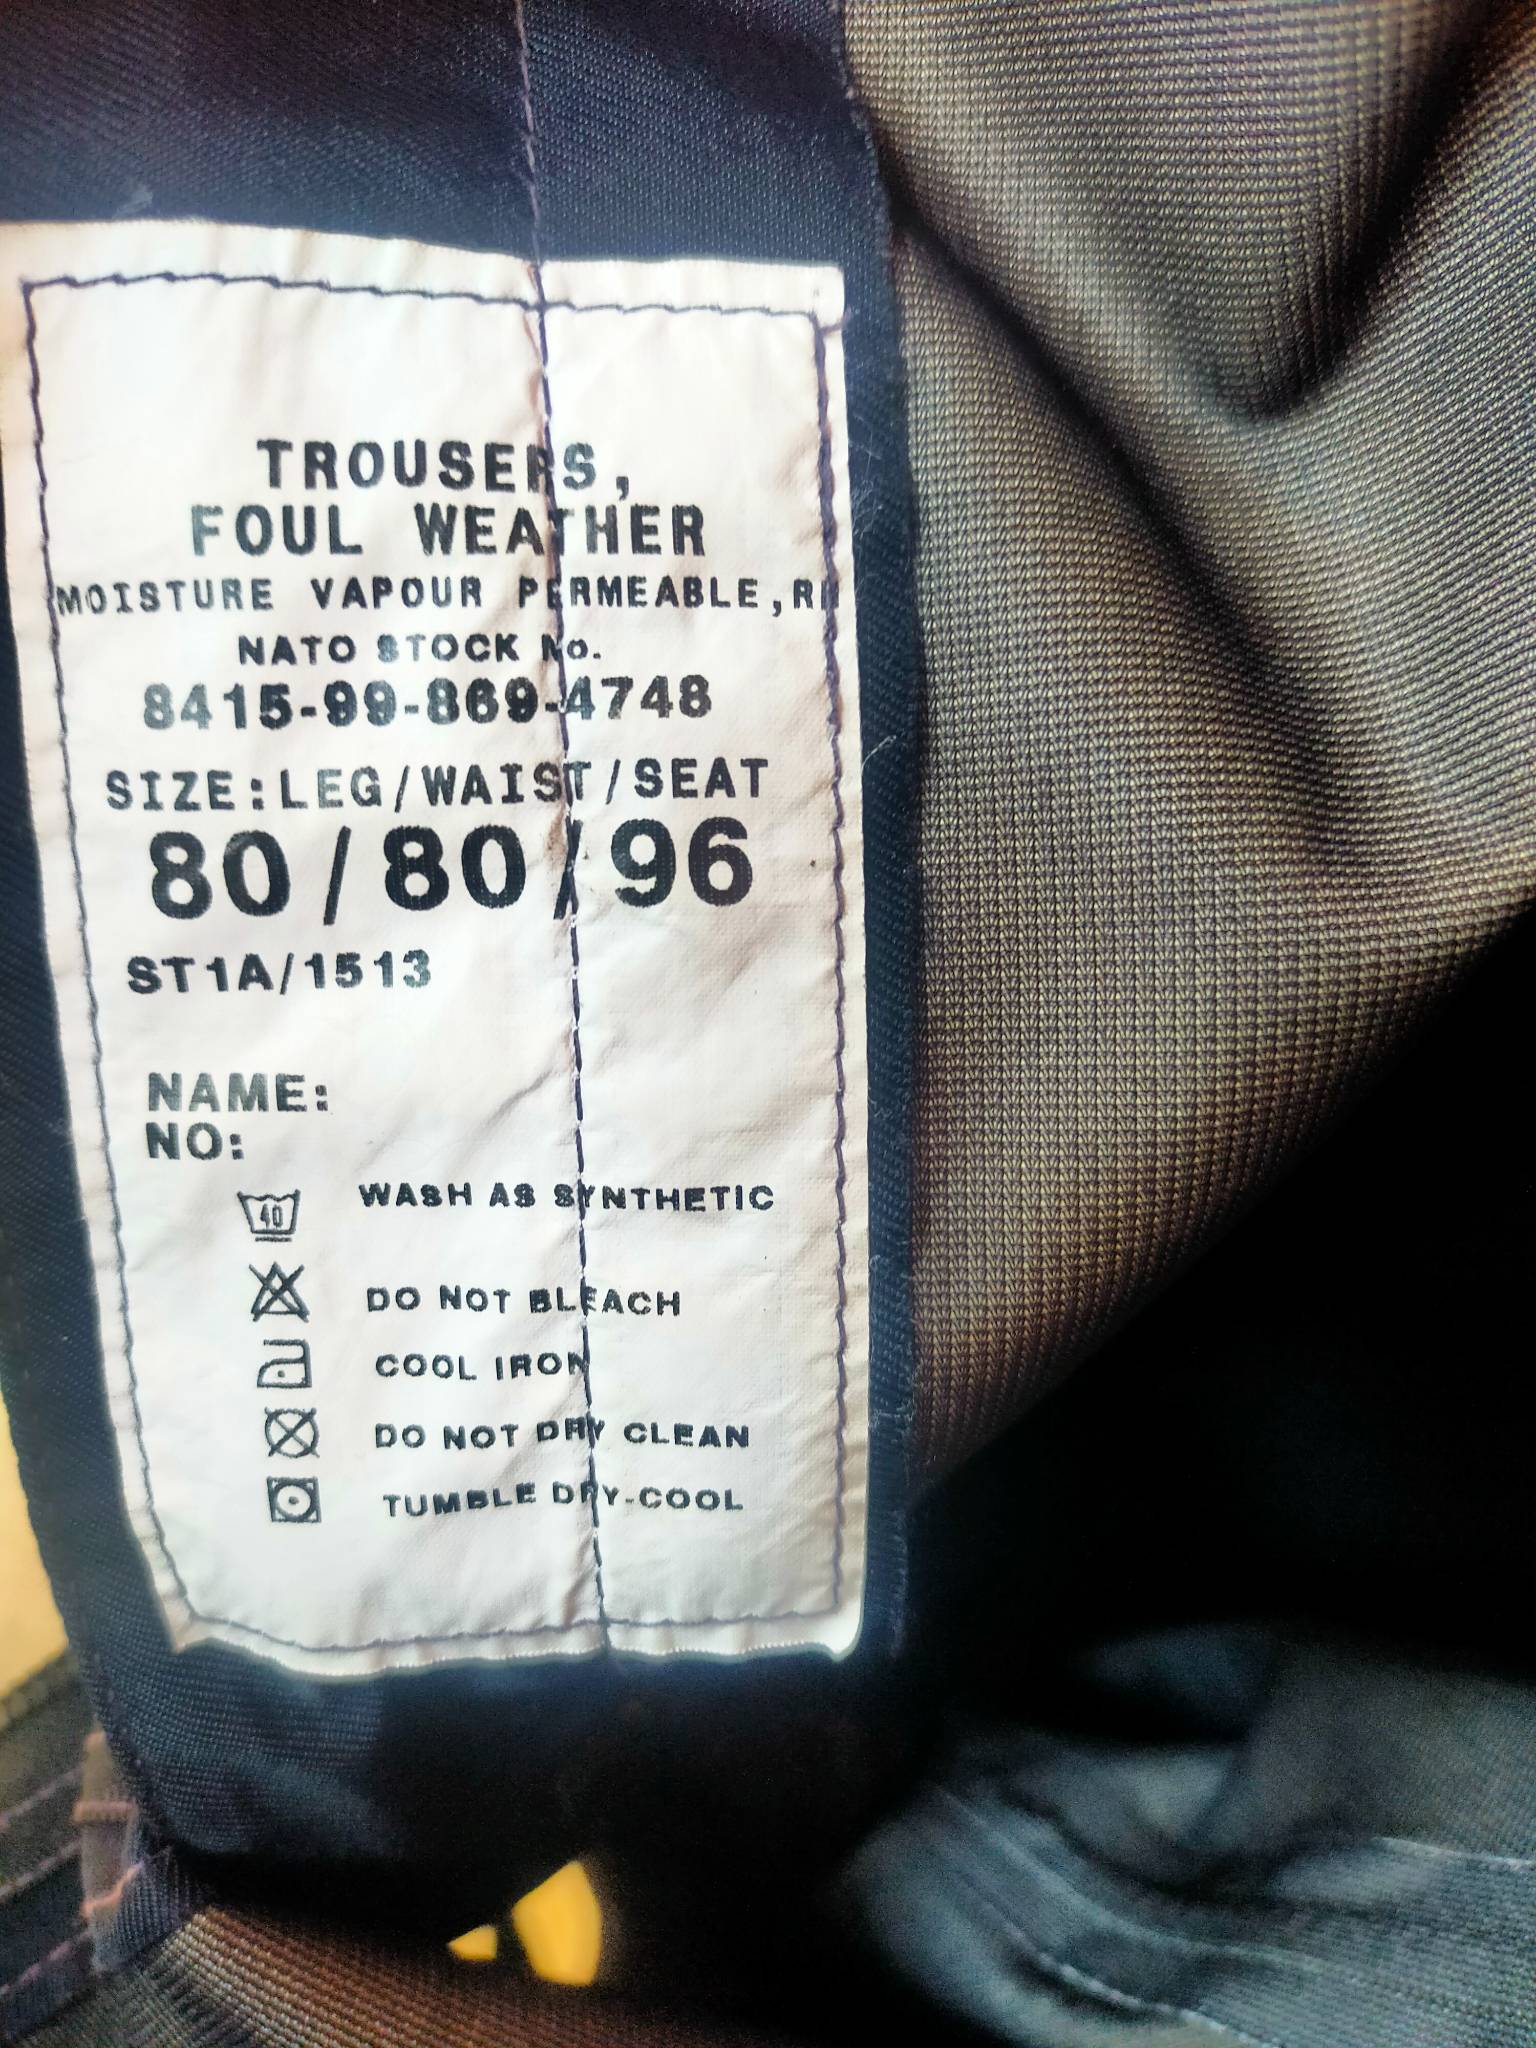 TROUSERS,
FOUL WEATHER
MOISTURE VAPOUR PERMEABLE,RN
NATO STOCK No.
8415-99-869-4748
SIZE:LEG/WAIST/SEAT
80/80/96
ST1A/1513
NAME:
NO:
40 WASH AS SYNTHETIC
DO NOT BLEACH
COOL IRON
DO NOT DRY CLEAN
TUMBLE DRY-COOL